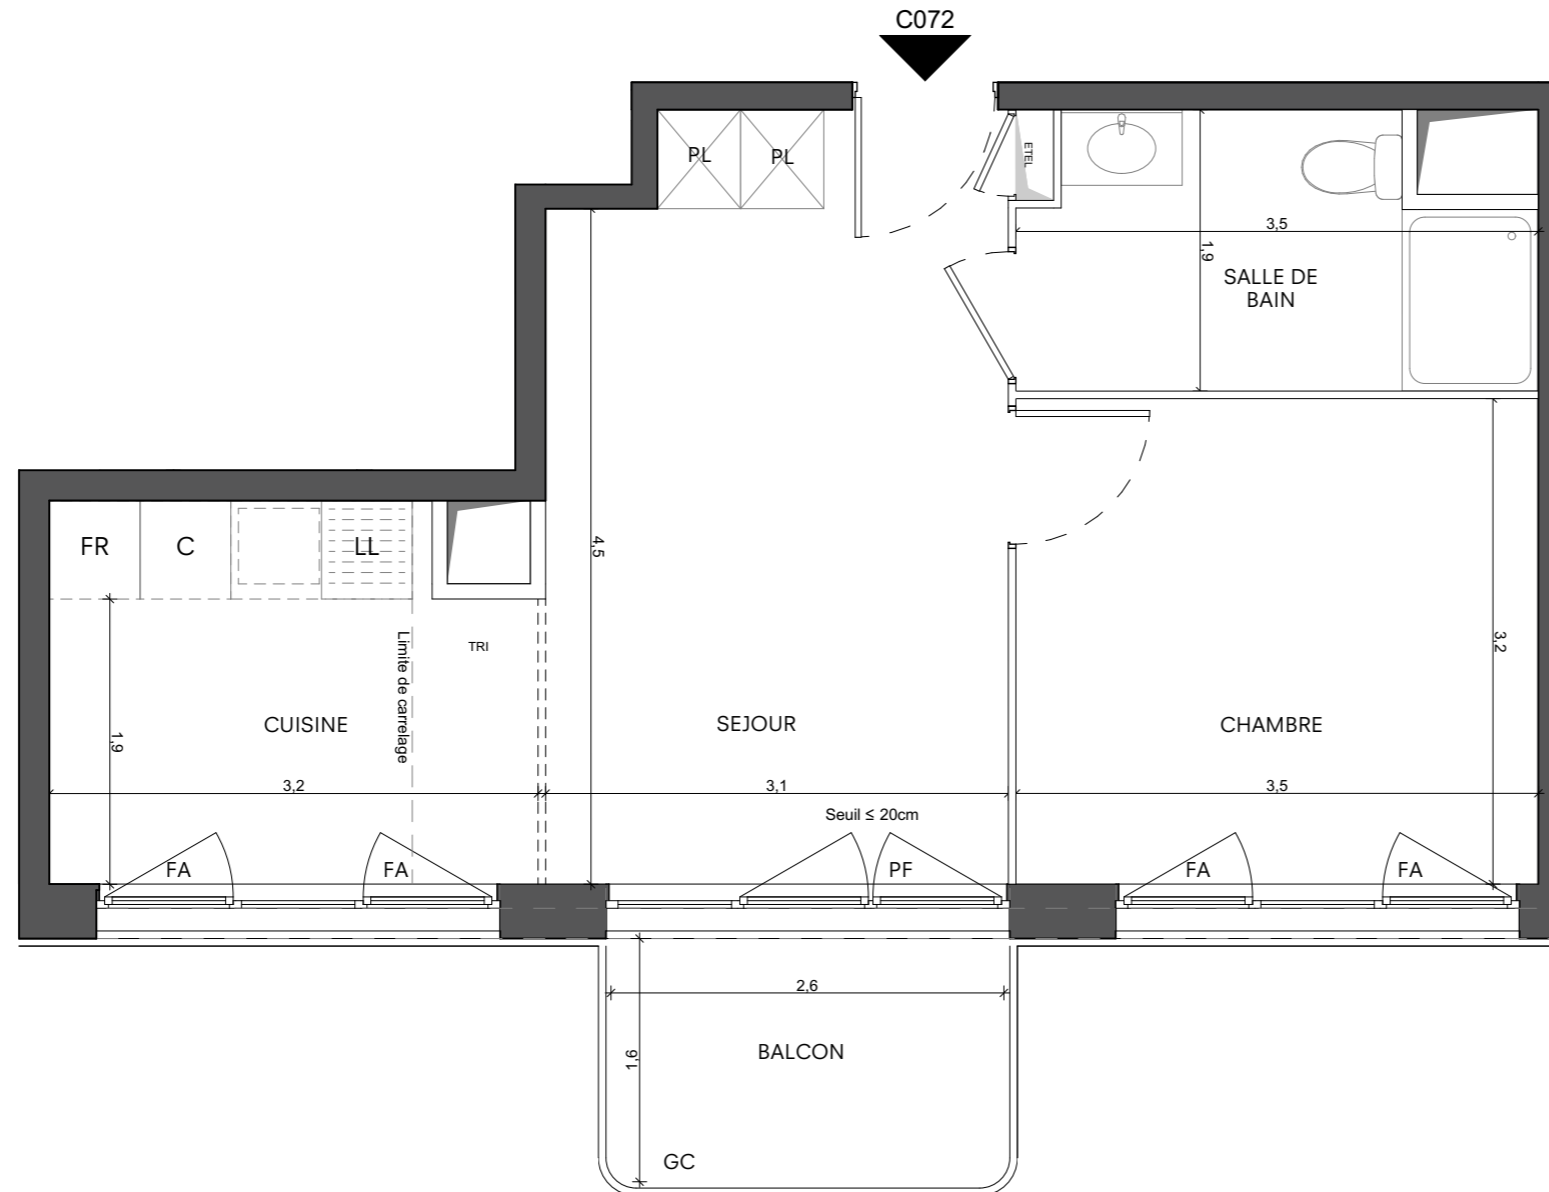 C072
PL
PL
ETEL
3,5
1,9
SALLE DE
BAIN
FR
C
LL
4,5
TRI
Limite de carrelage
3,2
CUISINE
SEJOUR
CHAMBRE
1,9
3,2
3,1
3,5
Seuil ≤ 20cm
FA
FA
PF
FA
FA
2,6
BALCON
1,6
GC